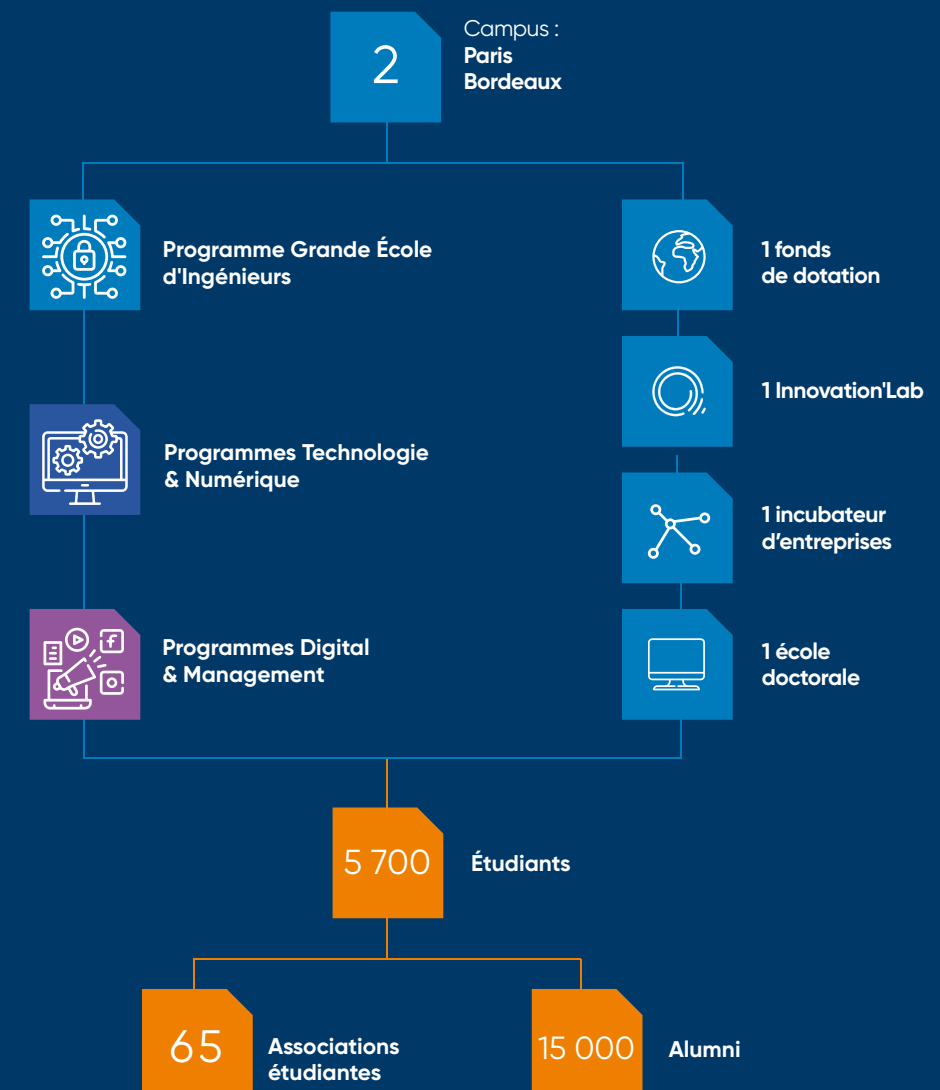 2
Campus :
Paris
Bordeaux
Programme Grande École
d'Ingénieurs
Programmes Technologie
& Numérique
Programmes Digital
& Management
1 fonds
de dotation
1 Innovation'Lab
1 incubateur
d’entreprises
1 école
doctorale
5 700
Étudiants
65
Associations
étudiantes
15 000
Alumni